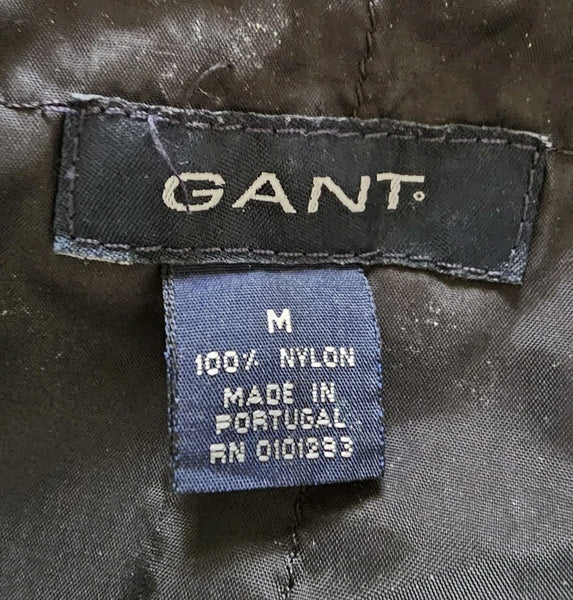 GANT
M
100% NYLON
MADE IN
PORTUGAL
RN 0101293